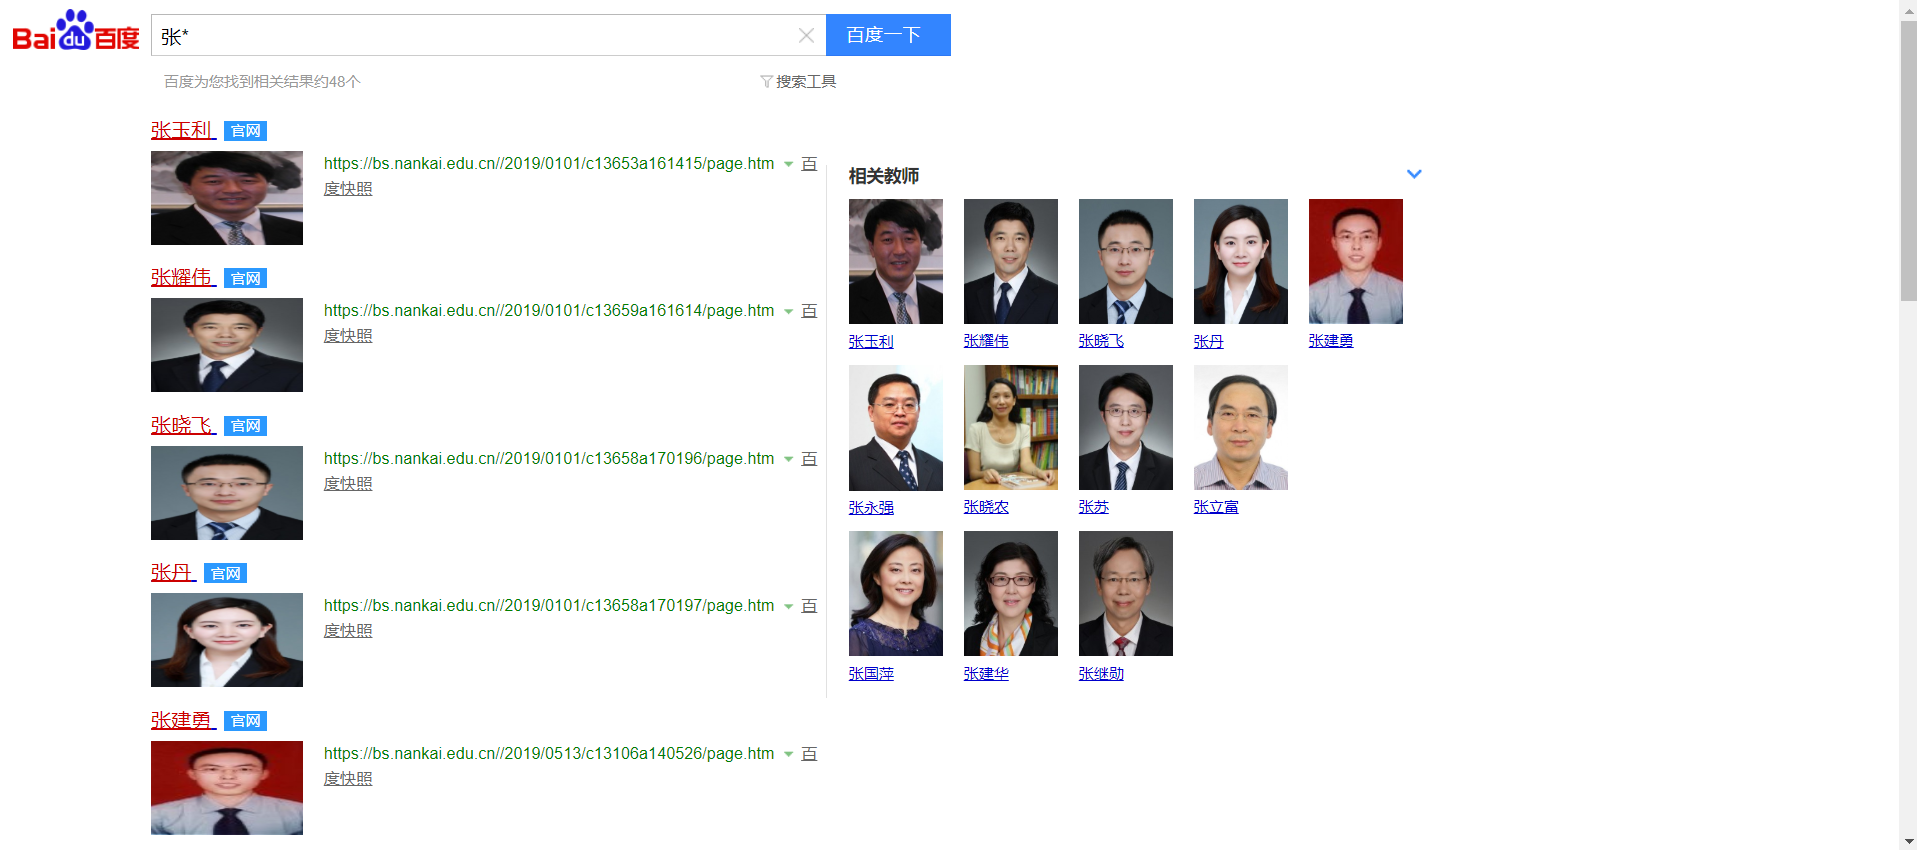 Bai du 百度
张*
百度一下
百度为您找到相关结果约48个
搜索工具
张玉利 官网
https://bs.nankai.edu.cn//2019/0101/c13653a161415/page.htm 百
度快照
张耀伟 官网
https://bs.nankai.edu.cn//2019/0101/c13659a161614/page.htm 百
度快照
张晓飞 官网
https://bs.nankai.edu.cn//2019/0101/c13658a170196/page.htm 百
度快照
张丹 官网
https://bs.nankai.edu.cn//2019/0101/c13658a170197/page.htm 百
度快照
张建勇 官网
https://bs.nankai.edu.cn//2019/0513/c13106a140526/page.htm 百
度快照
相关教师
张玉利 张耀伟 张晓飞 张丹 张建勇
张永强 张晓农 张苏 张立富
张国萍 张建华 张继勋